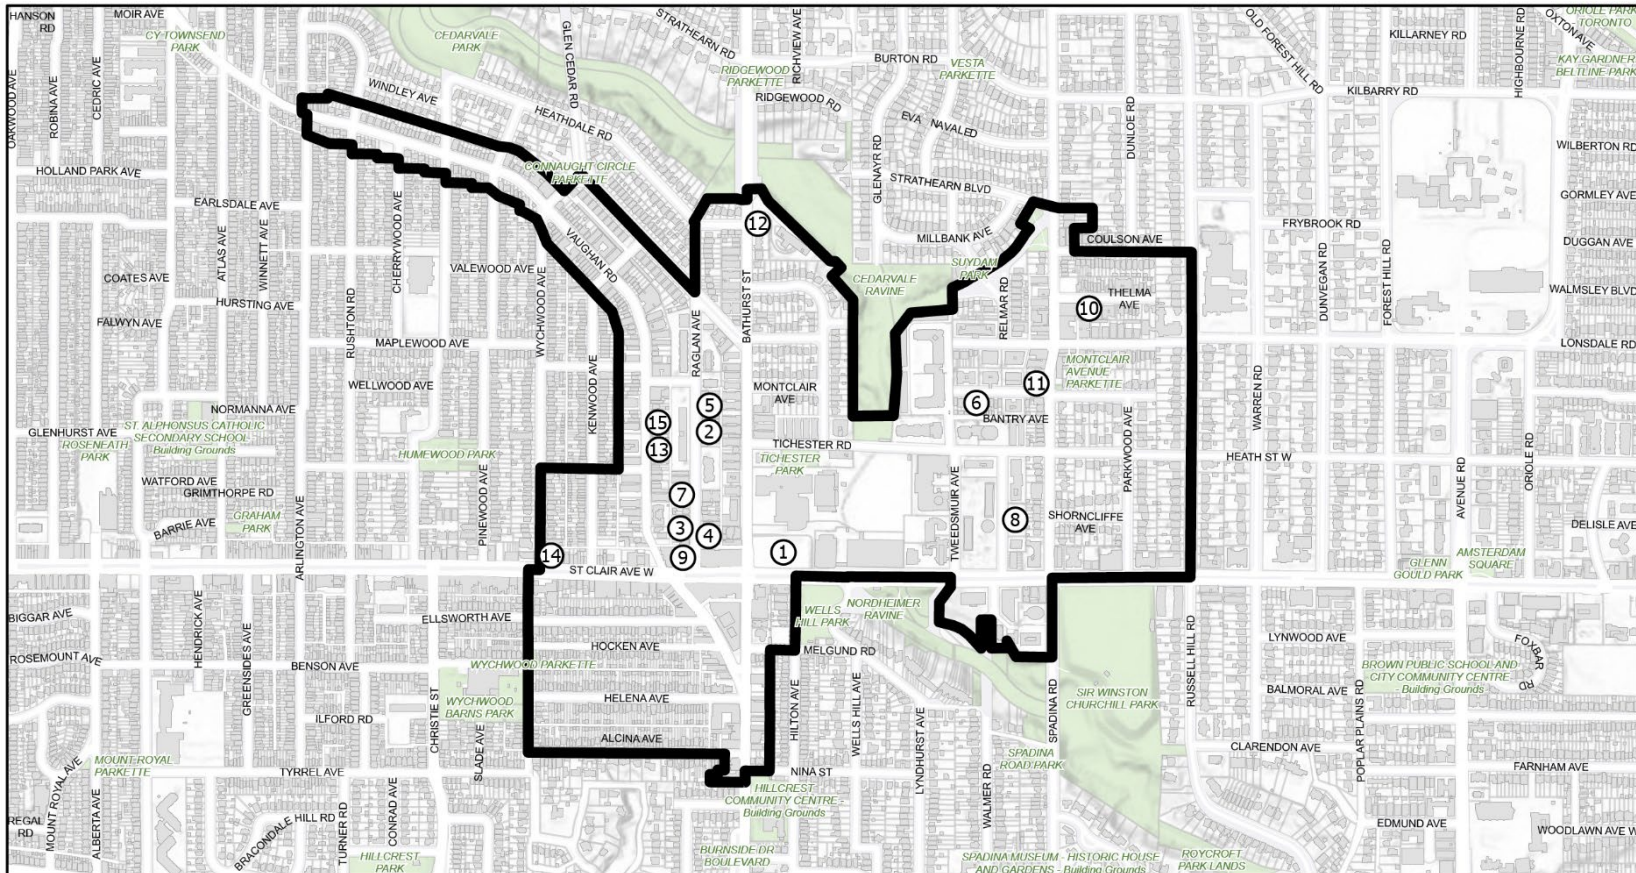 HANSON
RD
MOIR AVE
CY TOWNSEND
PARK
OAKWOOD AVE
ROBINA AVE
CEDRIC AVE
WINDLEY AVE
CEDARVALE
PARK
GLEN CEDAR RD
HEATHDALE RD
STRATHEARN RD
RICHVIEW AVE
RIDGEWOOD
PARKETTE
RIDGEWOOD RD
BURTON RD
VESTA
PARKETTE
OLD FOREST HILL RD
KILLARNEY RD
HIGHBOURNE RD
OXTON AVE
ORIOLE PARK
TORONTO
KAY GARDNER
BELTLINE PARK
KILBARRY RD
EVA NAVALED
DUNLOE RD
GLENAYR RD
STRATHEARN BLVD
WILBERTON RD
HOLLAND PARK AVE
CONNAUGHT CIRCLE
PARKETTE
EARLSDALE AVE
ATLAS AVE
WINNETT AVE
CHERRYWOOD AVE
VAUGHAN RD
12
GORMLEY AVE
MILLBANK AVE
COULSON AVE
FRYBROOK RD
DUGGAN AVE
COATES AVE
VALEWOOD AVE
WYCHWOOD AVE
BATHURST ST
CEDARVALE
RAVINE
SUYDAM
PARK
RELMAR RD
THELMA
AVE
10
DUNVEGAN RD
FOREST HILL RD
WALMSLEY BLVD
HURSTING AVE
FALWYN AVE
RUSHTON RD
MAPLEWOOD AVE
RAGLAN AVE
LONSDALE RD
MONTCLAIR
AVENUE
PARKETTE
WELLWOOD AVE
KENWOOD AVE
MONTCLAIR
AVE
11
6
WARREN RD
NORMANNA AVE
5
BANTRY AVE
PARKWOOD AVE
GLENHURST AVE
ST. ALPHONSUS CATHOLIC
SECONDARY SCHOOL
Building Grounds
15
2
ROSENEATH
PARK
13
TICHESTER RD
TICHESTER
PARK
HEATH ST W
HUMEWOOD PARK
WATFORD AVE
GRIMTHORPE RD
PINEWOOD AVE
AVENUE RD
ORIOLE RD
GRAHAM
PARK
BARRIE AVE
ARLINGTON AVE
7
TWEEDSMUIR AVE
8
SHORNCLIFFE
AVE
DELISLE AVE
3
4
14
9
1
ST CLAIR AVE W
GLENN
GOULD PARK
AMSTERDAM
SQUARE
BIGGAR AVE
HENDRICK AVE
ELLSWORTH AVE
WELLS
HILL PARK
NORDHEIMER
RAVINE
FOXBAR
RD
ROSEMOUNT AVE
GREENSIDES AVE
BENSON AVE
WYCHWOOD PARKETTE
HOCKEN AVE
MELGUND RD
LYNWOOD AVE
BROWN PUBLIC SCHOOL AND
CITY COMMUNITY CENTRE
- Building Grounds
ILFORD RD
CHRISTIE ST
WYCHWOOD
BARNS PARK
HELENA AVE
HILTON AVE
WELLS HILL AVE
SPADINA RD
SIR WINSTON
CHURCHILL PARK
RUSSELL HILL RD
BALMORAL AVE
POPLAR PLAINS RD
SLADE AVE
ALCINA AVE
LYNDHURST AVE
CLARENDON AVE
MOUNT ROYAL
PARKETTE
TYRREL AVE
NINA ST
SPADINA
ROAD PARK
FARNHAM AVE
MOUNT ROYAL AVE
ALBERTA AVE
HILLCREST
COMMUNITY CENTRE -
Building Grounds
WALMER RD
REGAL
RD
BRACONDALE
HILL RD
TURNER RD
CONRAD AVE
EDMUND AVE
WOODLAWN AVE W
HILLCREST
PARK
BURNSIDE DR
BOULEVARD
SPADINA MUSEUM - HISTORIC HOUSE
AND GARDENS - Building Grounds
ROYCROFT
PARK LANDS